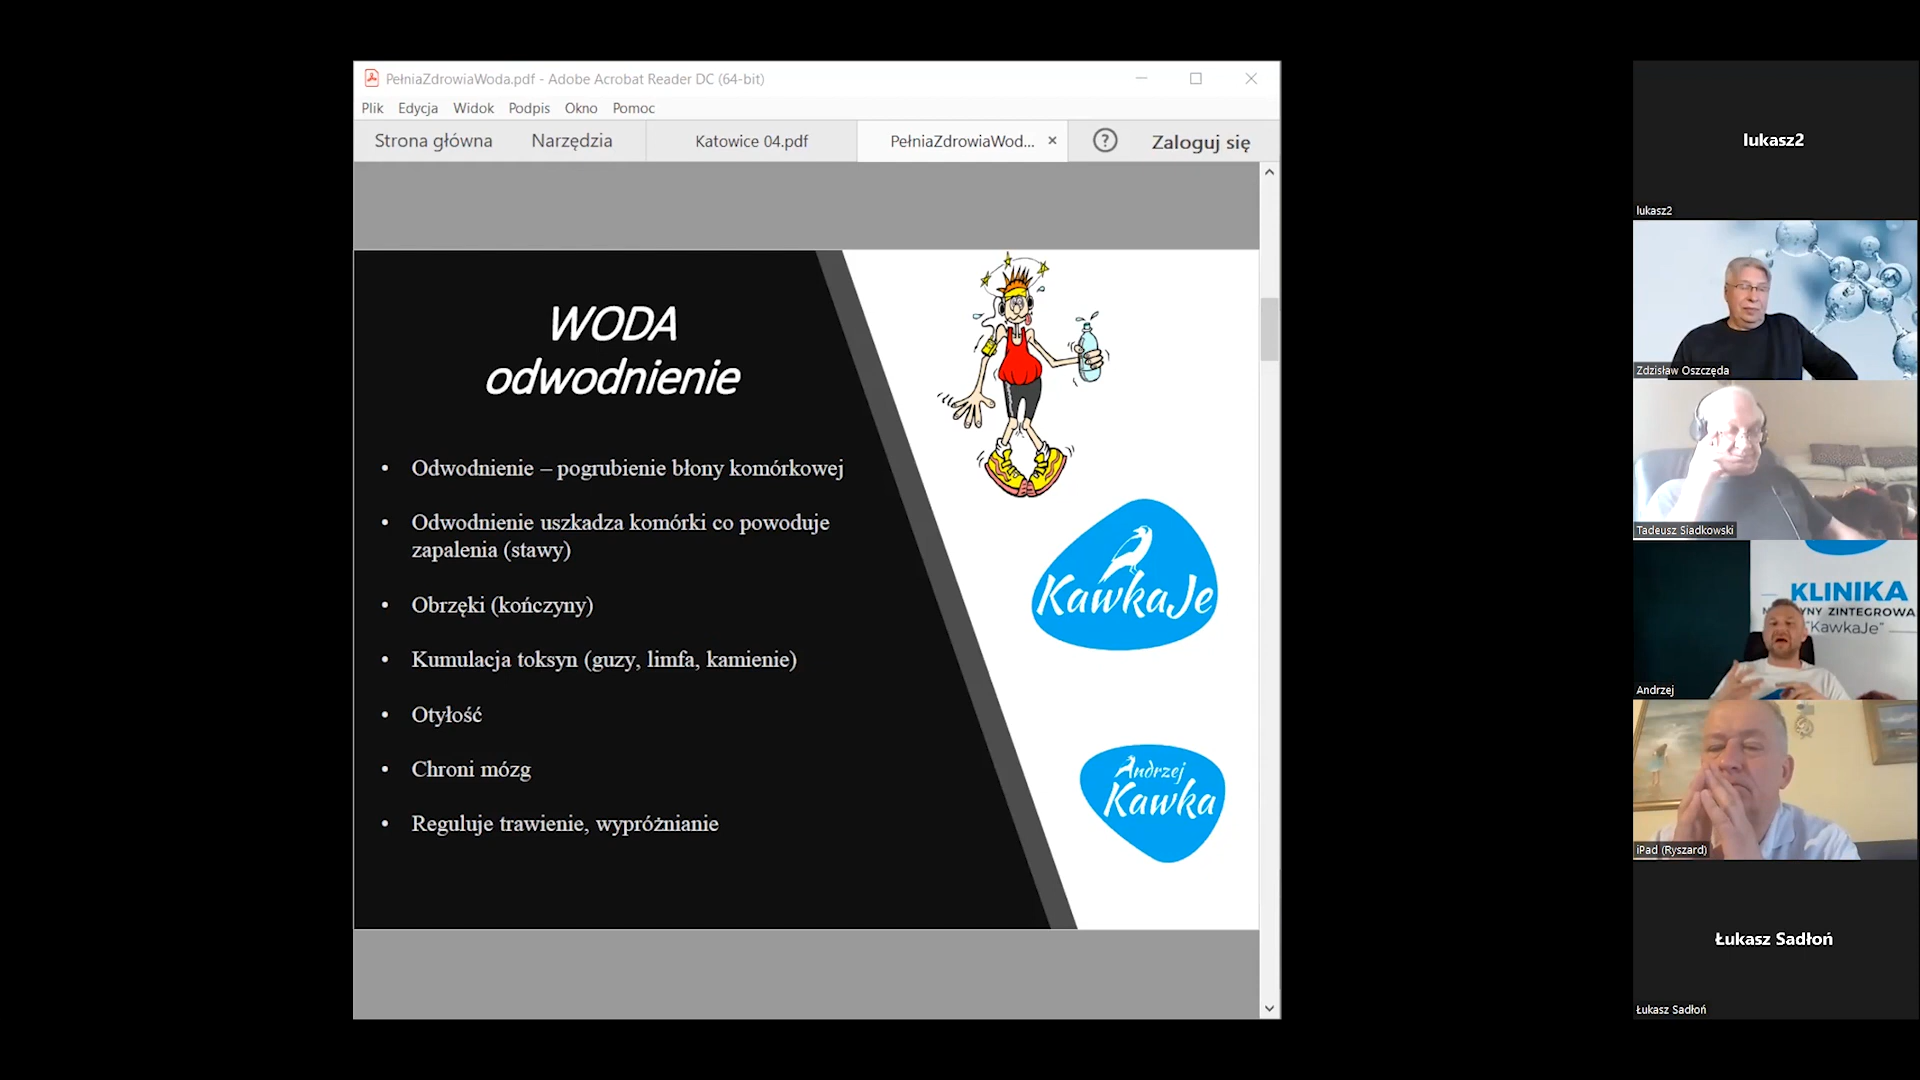 PełniaZdrowiaWoda.pdf - Adobe Acrobat Reader DC (64-bit)
Plik Edycja Widok Podpis Okno Pomoc
Strona główna Narzędzia Katowice 04.pdf PełniaZdrowiaWod... × ? Zaloguj się
WODA
odwodnienie
• Odwodnienie – pogrubienie błony komórkowej
• Odwodnienie uszkadza komórki co powoduje
zapalenia (stawy)
• Obrzęki (kończyny)
• Kumulacja toksyn (guzy, limfa, kamienie)
• Otyłość
• Chroni mózg
• Reguluje trawienie, wypróżnianie
KawkaJe
Andrzej
Kawka
lukasz2
lukasz2
Zdzisław Oszczęda
Tadeusz Siadkowski
KLINIKA
YNY ZINTEGROWA
"KawkaJe"
Andrzej
iPad (Ryszard)
Łukasz Sadłoń
Łukasz Sadłoń